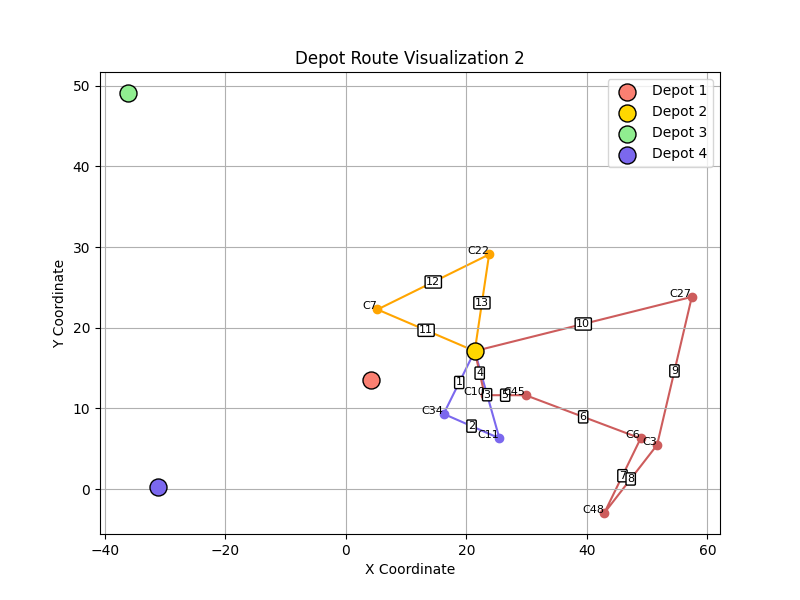 Depot Route Visualization 2
Depot 1
Depot 2
Depot 3
Depot 4
Y Coordinate
50
40
30
20
10
0
C22
12
C27
13
C7
11
10
4
9
1
C10
3
5
C45
C34
6
2
C11
C6
C3
7
8
C48
−40
−20
0
20
40
60
X Coordinate